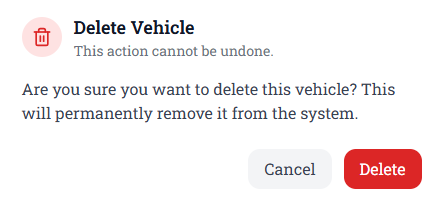 Delete Vehicle
This action cannot be undone.
Are you sure you want to delete this vehicle? This
will permanently remove it from the system.
Cancel
Delete